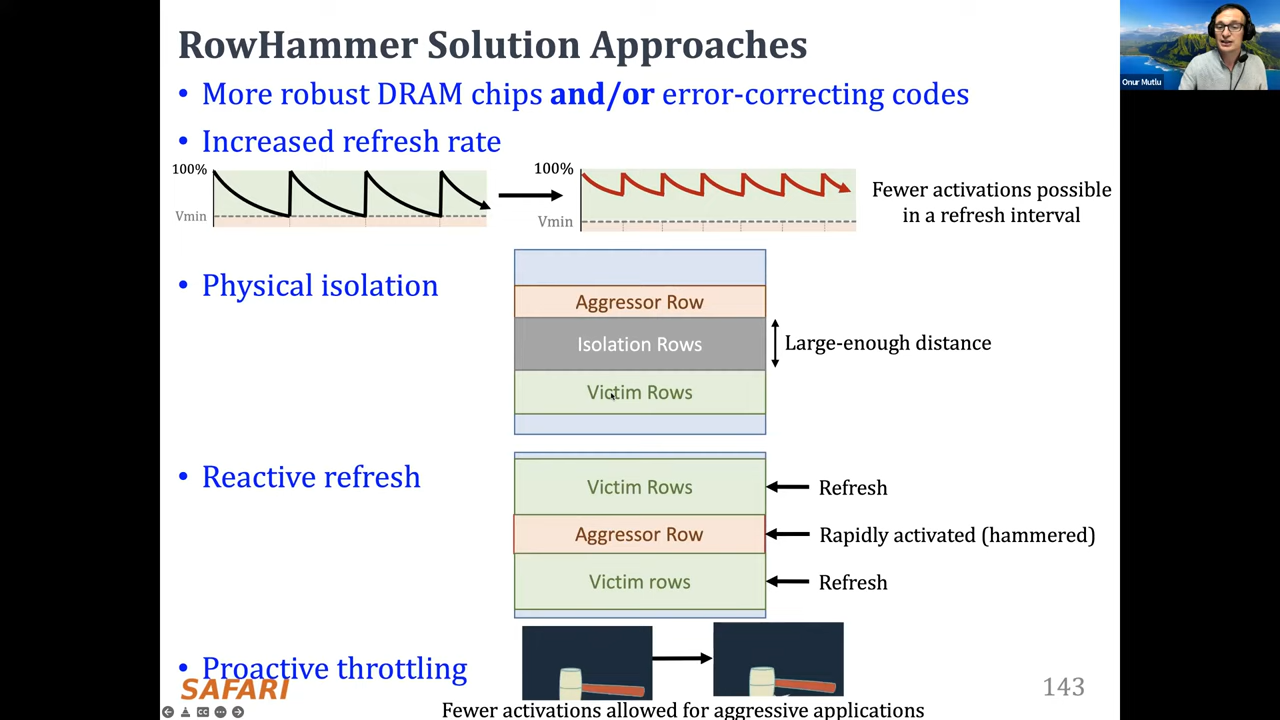 RowHammer Solution Approaches
Onur Mutlu
• More robust DRAM chips and/or error-correcting codes
• Increased refresh rate
100%
Vmin
100%
Vmin
Fewer activations possible
in a refresh interval
• Physical isolation
Aggressor Row
Isolation Rows
Victim Rows
Large-enough distance
• Reactive refresh
Victim Rows
Refresh
Aggressor Row
Rapidly activated (hammered)
Victim rows
Refresh
• Proactive throttling
SAFARI
143
Fewer activations allowed for aggressive applications